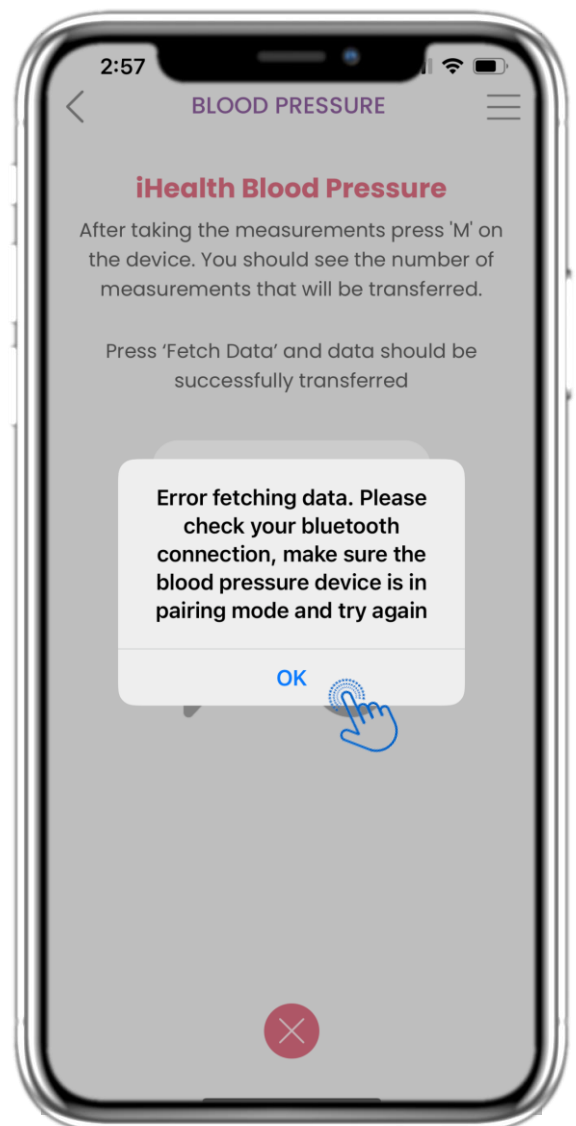 2:57
BLOOD PRESSURE
iHealth Blood Pressure
After taking the measurements press 'M' on
the device. You should see the number of
measurements that will be transferred.
Press ‘Fetch Data’ and data should be
successfully transferred
Error fetching data. Please
check your bluetooth
connection, make sure the
blood pressure device is in
pairing mode and try again
OK